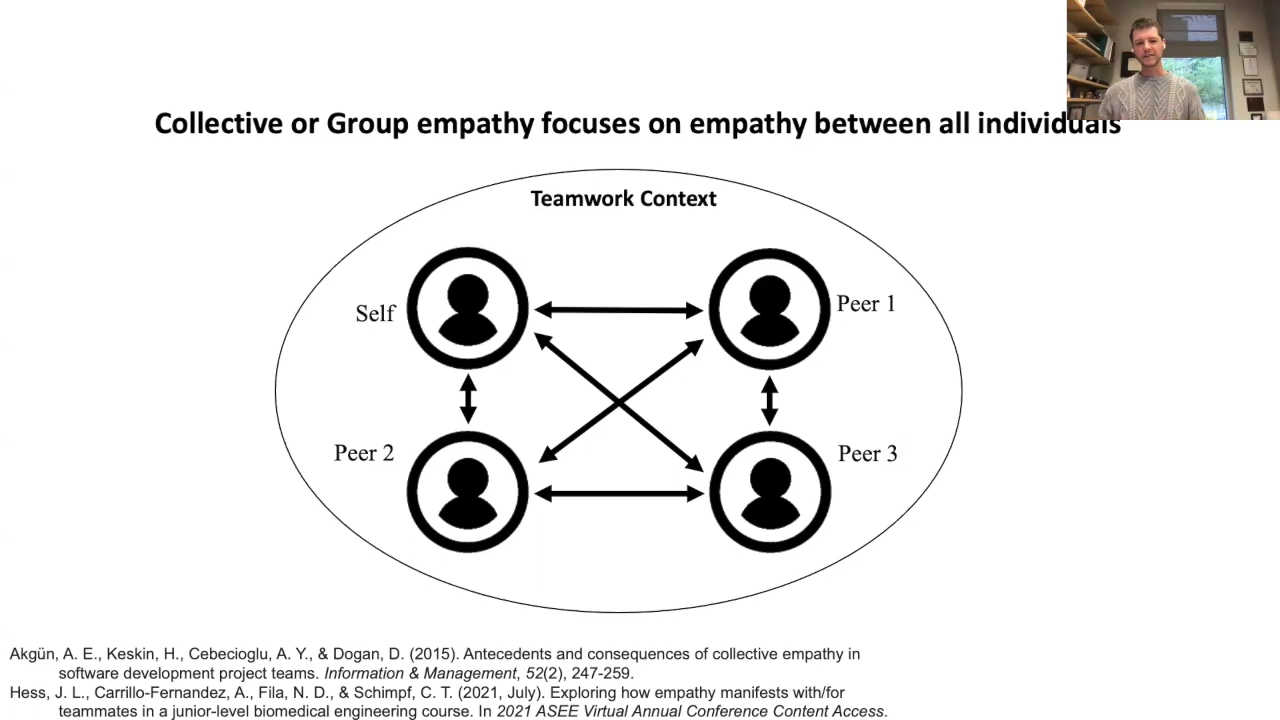 Collective or Group empathy focuses on empathy between all individuals
Teamwork Context
Self
Peer 1
Peer 2
Peer 3
Akgün, A. E., Keskin, H., Cebecioglu, A. Y., & Dogan, D. (2015). Antecedents and consequences of collective empathy in
software development project teams. Information & Management, 52(2), 247-259.
Hess, J. L., Carrillo-Fernandez, A., Fila, N. D., & Schimpf, C. T. (2021, July). Exploring how empathy manifests with/for
teammates in a junior-level biomedical engineering course. In 2021 ASEE Virtual Annual Conference Content Access.